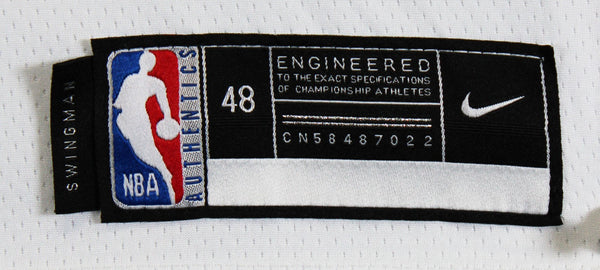 SWINGMAN
NBA
AUTHENTICS
48
ENGINEERED
TO THE EXACT SPECIFICATIONS
OF CHAMPIONSHIP ATHLETES
CN58487022